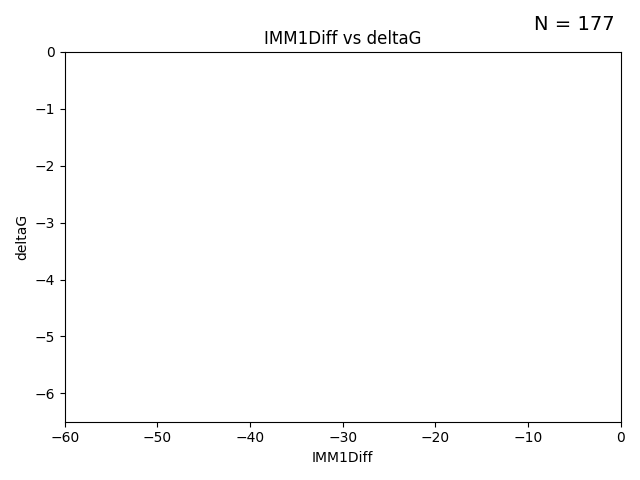 N = 177
IMM1Diff vs deltaG
0
−1
−2
−3
−4
−5
−6
deltaG
−60 −50 −40 −30 −20 −10 0
IMM1Diff